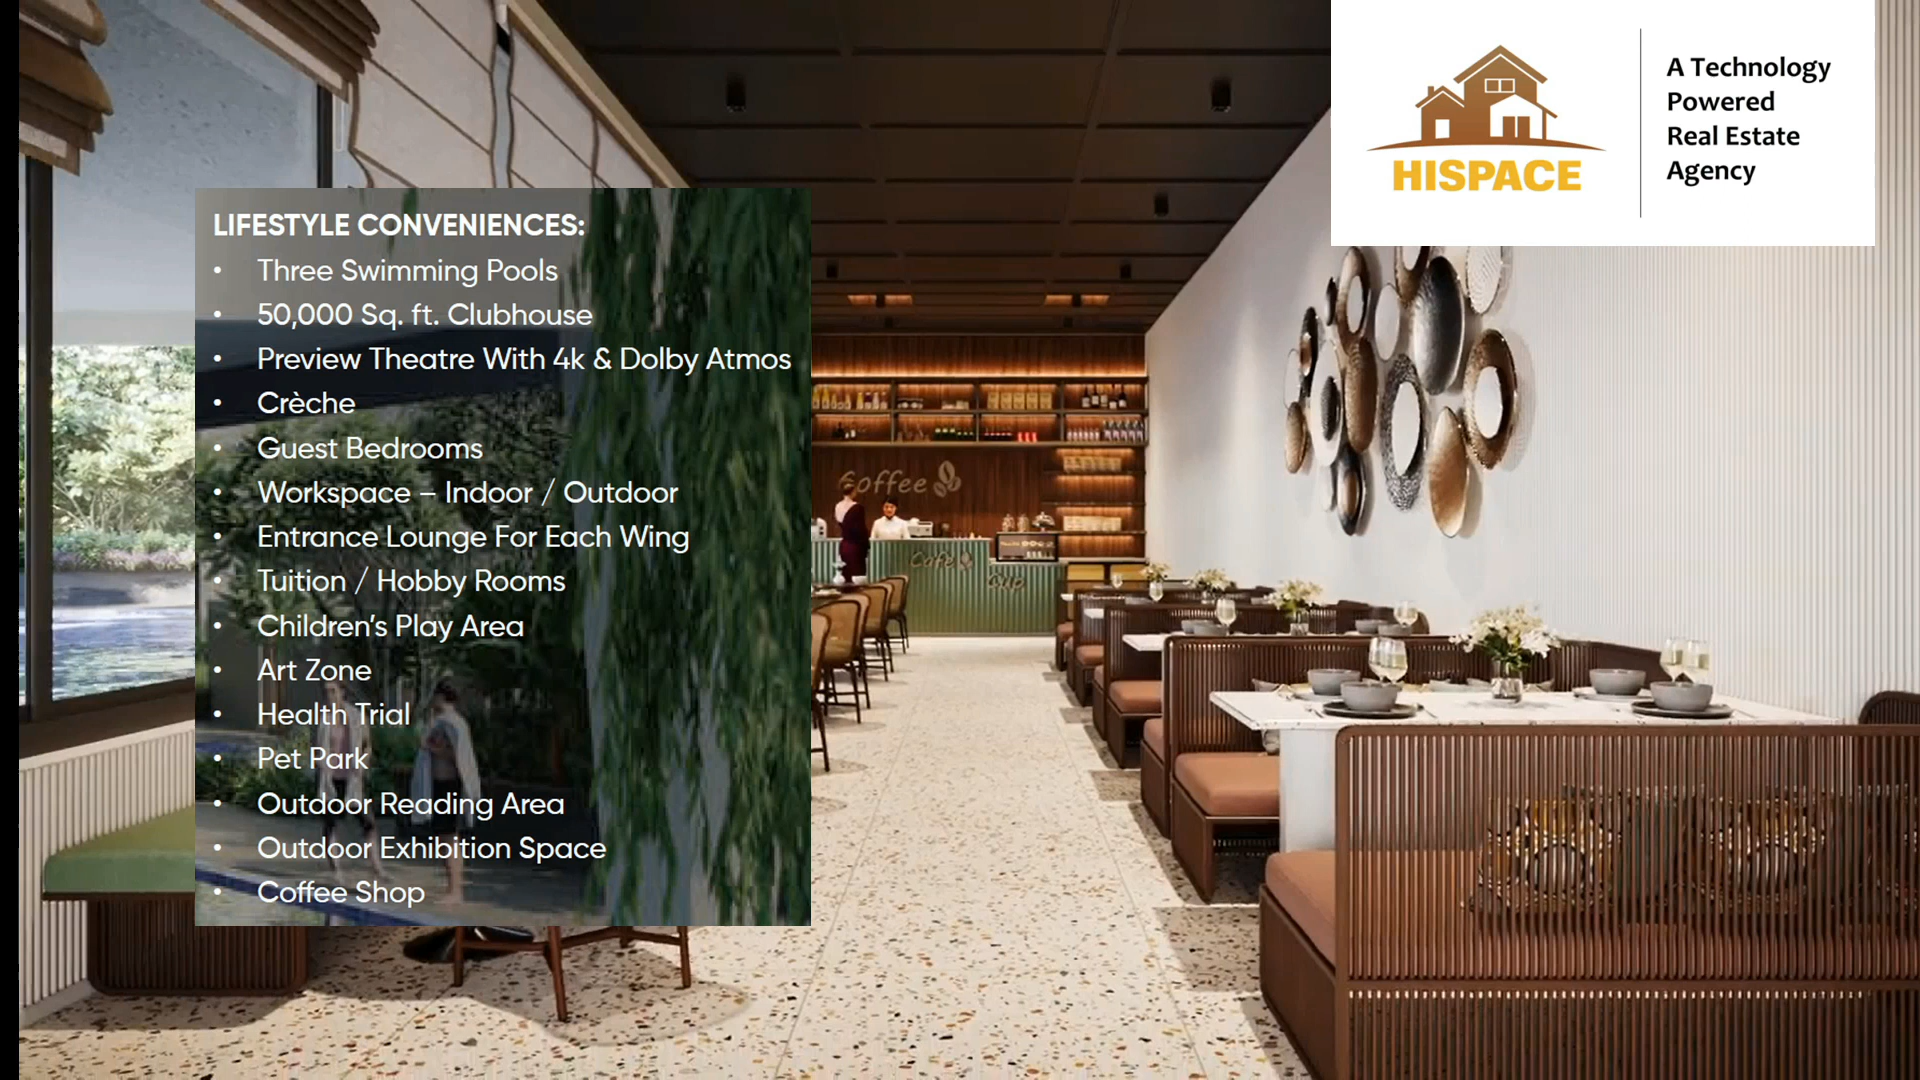 LIFESTYLE CONVENIENCES:
• Three Swimming Pools
• 50,000 Sq. ft. Clubhouse
• Preview Theatre With 4k & Dolby Atmos
• Crèche
• Guest Bedrooms
• Workspace – Indoor / Outdoor
• Entrance Lounge For Each Wing
• Tuition / Hobby Rooms
• Children's Play Area
• Art Zone
• Health Trial
• Pet Park
• Outdoor Reading Area
• Outdoor Exhibition Space
• Coffee Shop
HISPACE
A Technology
Powered
Real Estate
Agency
Coffee
Cafe
Cup